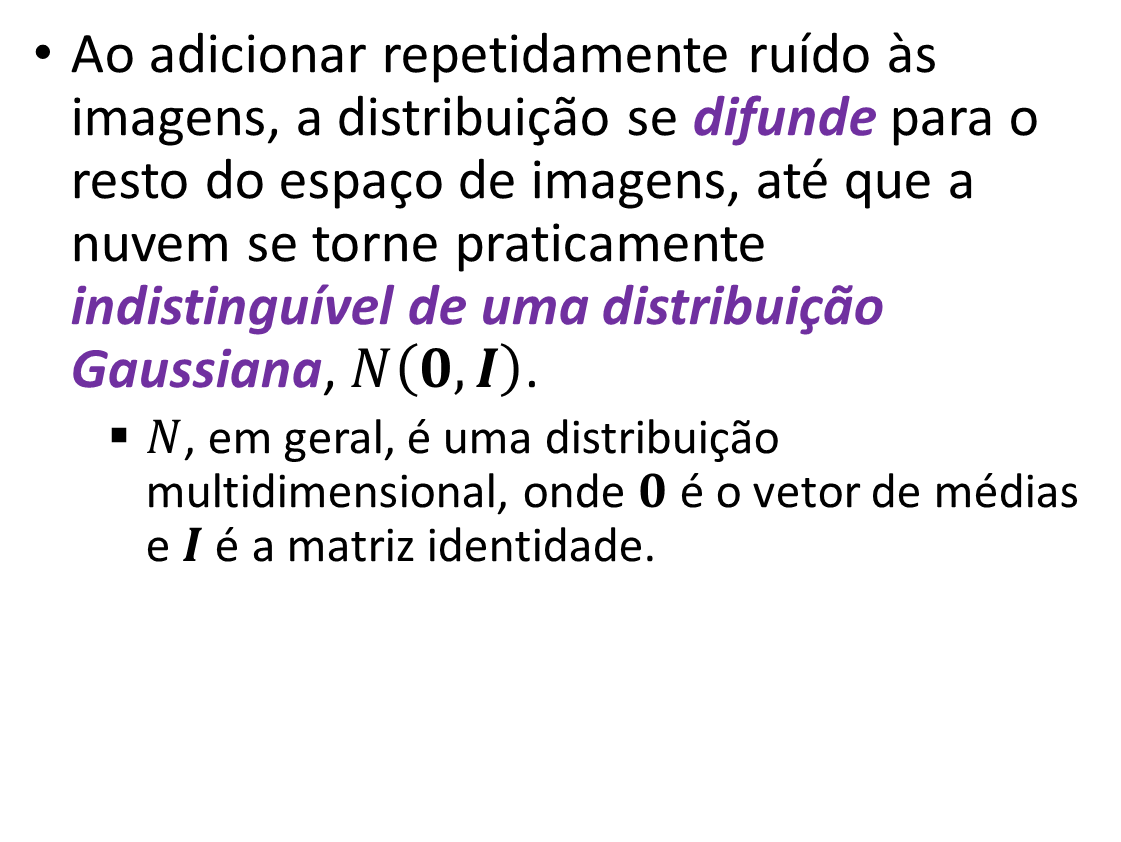 • Ao adicionar repetidamente ruído às
imagens, a distribuição se difunde para o
resto do espaço de imagens, até que a
nuvem se torne praticamente
indistinguível de uma distribuição
Gaussiana, N(0, I).
▪ N, em geral, é uma distribuição
multidimensional, onde 0 é o vetor de médias
e I é a matriz identidade.